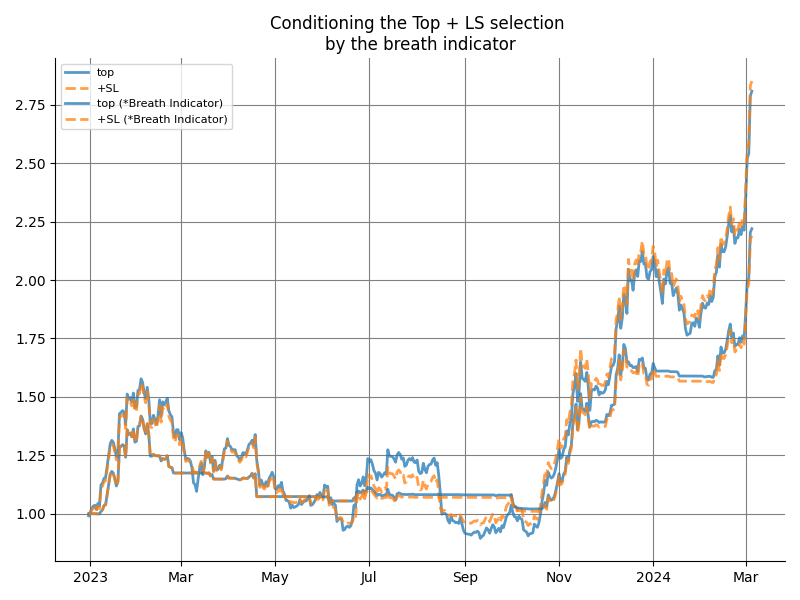 Conditioning the Top + LS selection
by the breath indicator
top
+SL
top (*Breath Indicator)
+SL (*Breath Indicator)
2.75
2.50
2.25
2.00
1.75
1.50
1.25
1.00
2023 Mar May Jul Sep Nov 2024 Mar